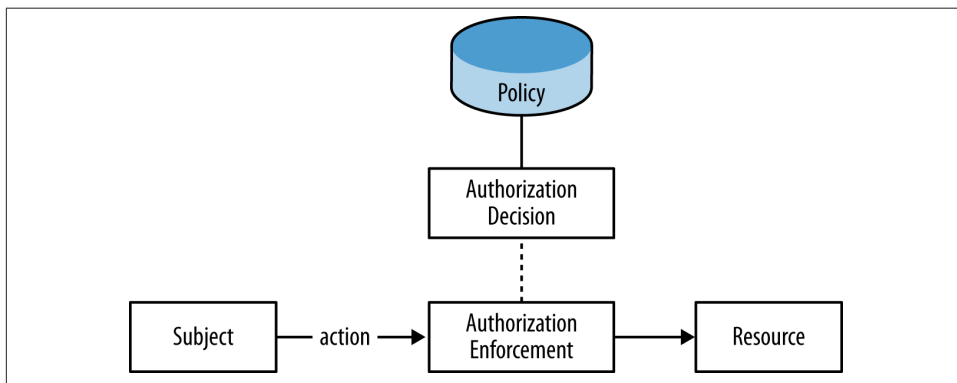 Policy
Authorization
Decision
Subject
action
Authorization
Enforcement
Resource